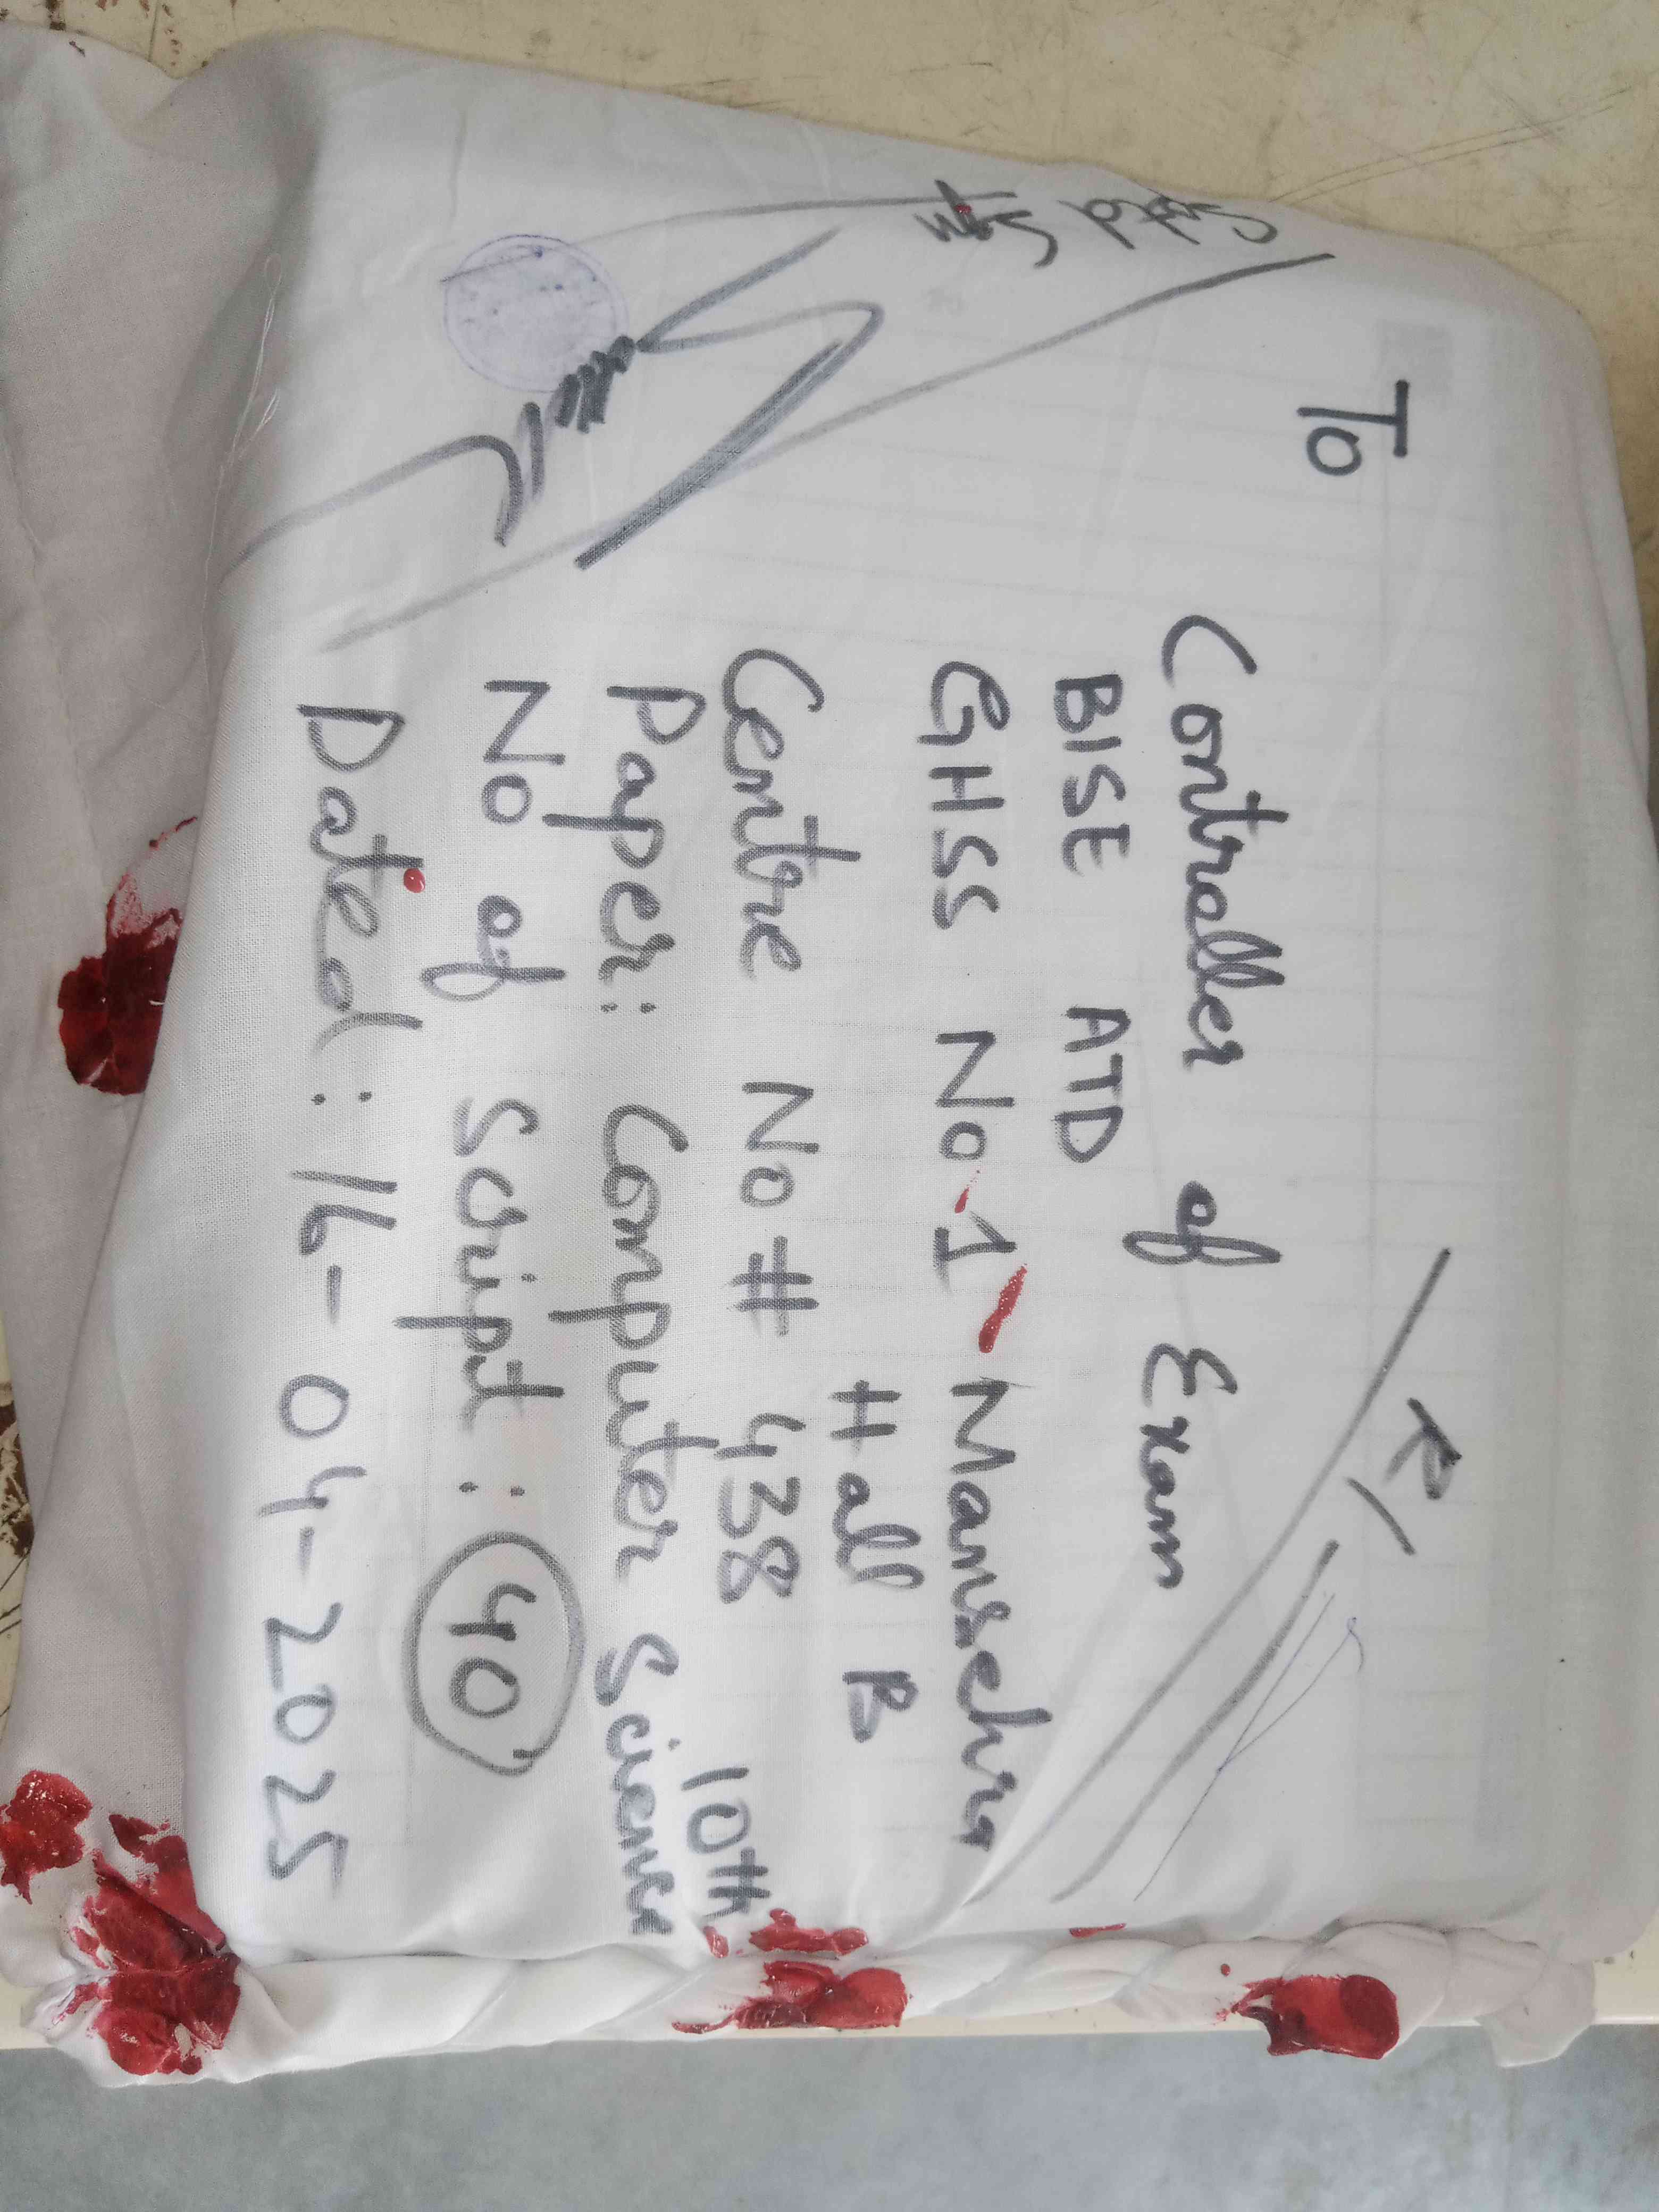 To
R/
Controller of Exam
BISE ATD
GHSS No.1 Mansehra
Hall B
Centre No # 438
10th
Paper: Computer Science
No of Script : 40
Dated : 16-04-2025